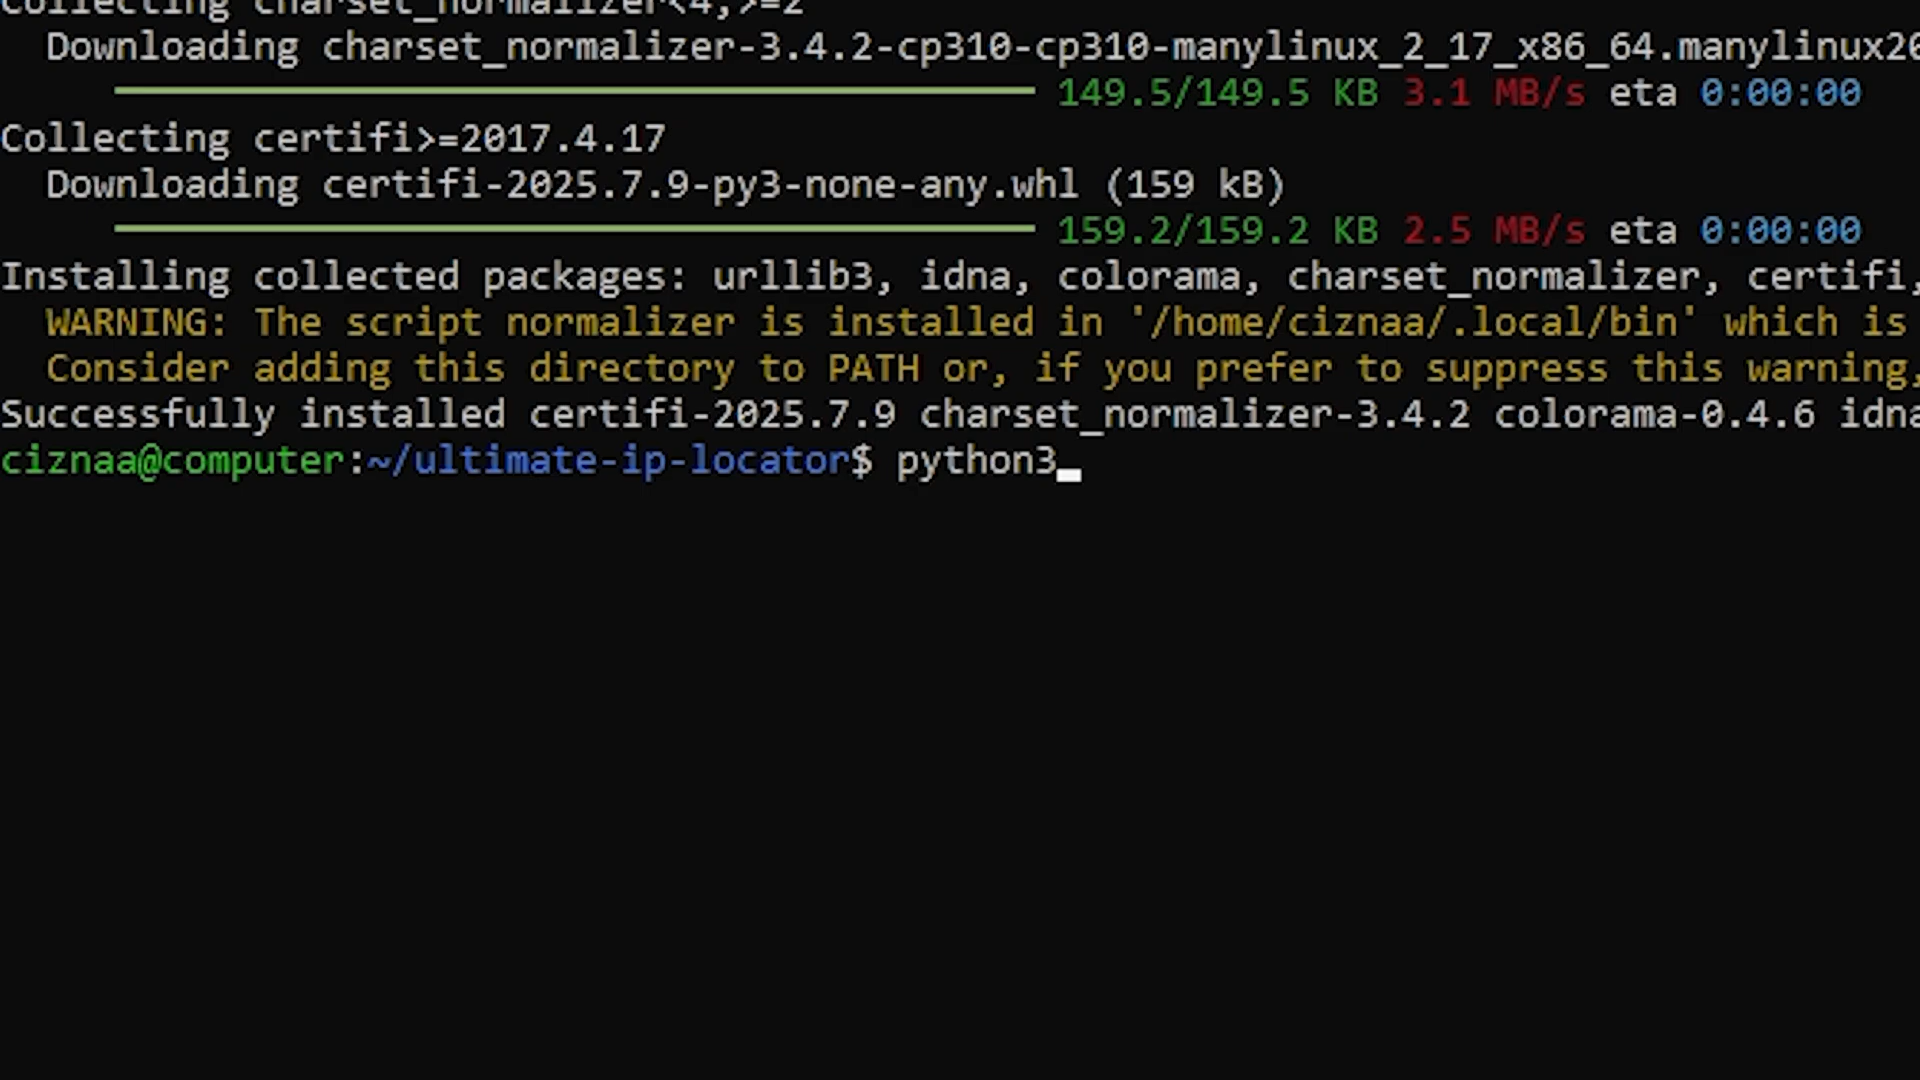 Collecting charset_normalizer<4,>=2
Downloading charset_normalizer-3.4.2-cp310-cp310-manylinux_2_17_x86_64.manylinux20
149.5/149.5 KB 3.1 MB/s eta 0:00:00
Collecting certifi>=2017.4.17
Downloading certifi-2025.7.9-py3-none-any.whl (159 kB)
159.2/159.2 KB 2.5 MB/s eta 0:00:00
Installing collected packages: urllib3, idna, colorama, charset_normalizer, certifi,
WARNING: The script normalizer is installed in '/home/ciznaa/.local/bin' which is
Consider adding this directory to PATH or, if you prefer to suppress this warning,
Successfully installed certifi-2025.7.9 charset_normalizer-3.4.2 colorama-0.4.6 idna
ciznaa@computer:~/ultimate-ip-locator$ python3